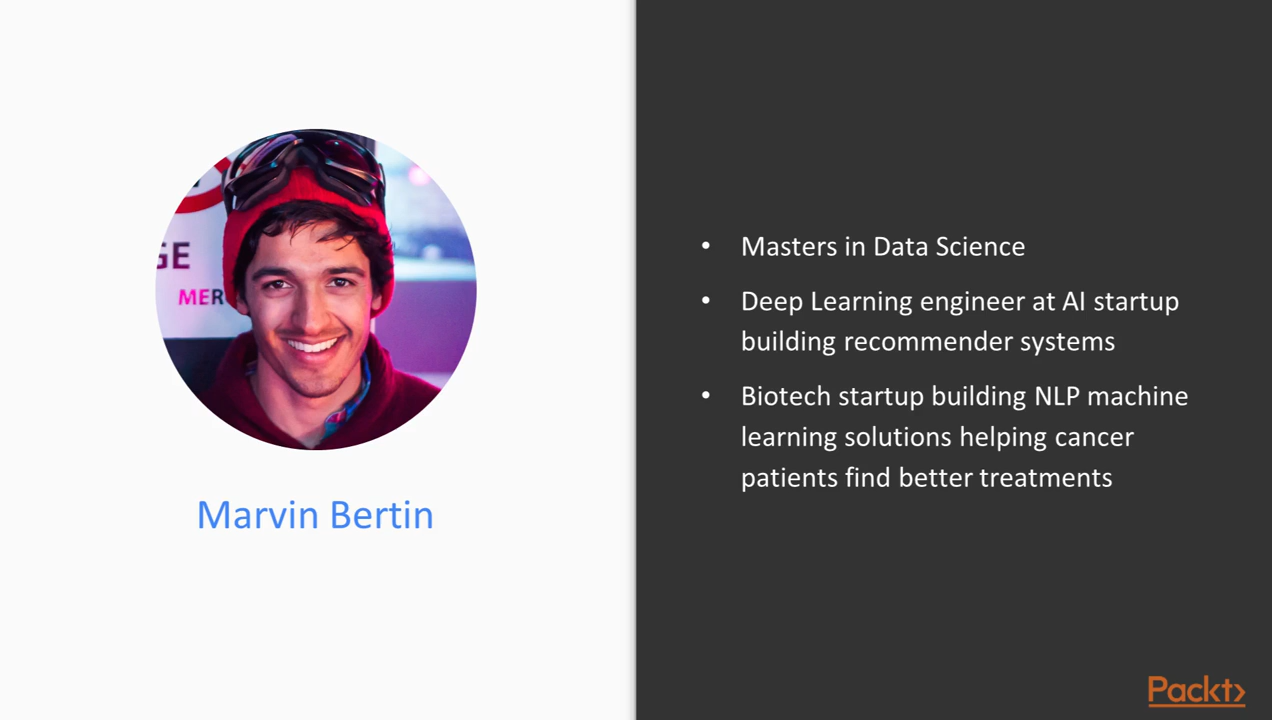 GE
MER
Marvin Bertin
• Masters in Data Science
• Deep Learning engineer at AI startup
building recommender systems
• Biotech startup building NLP machine
learning solutions helping cancer
patients find better treatments
Packt>